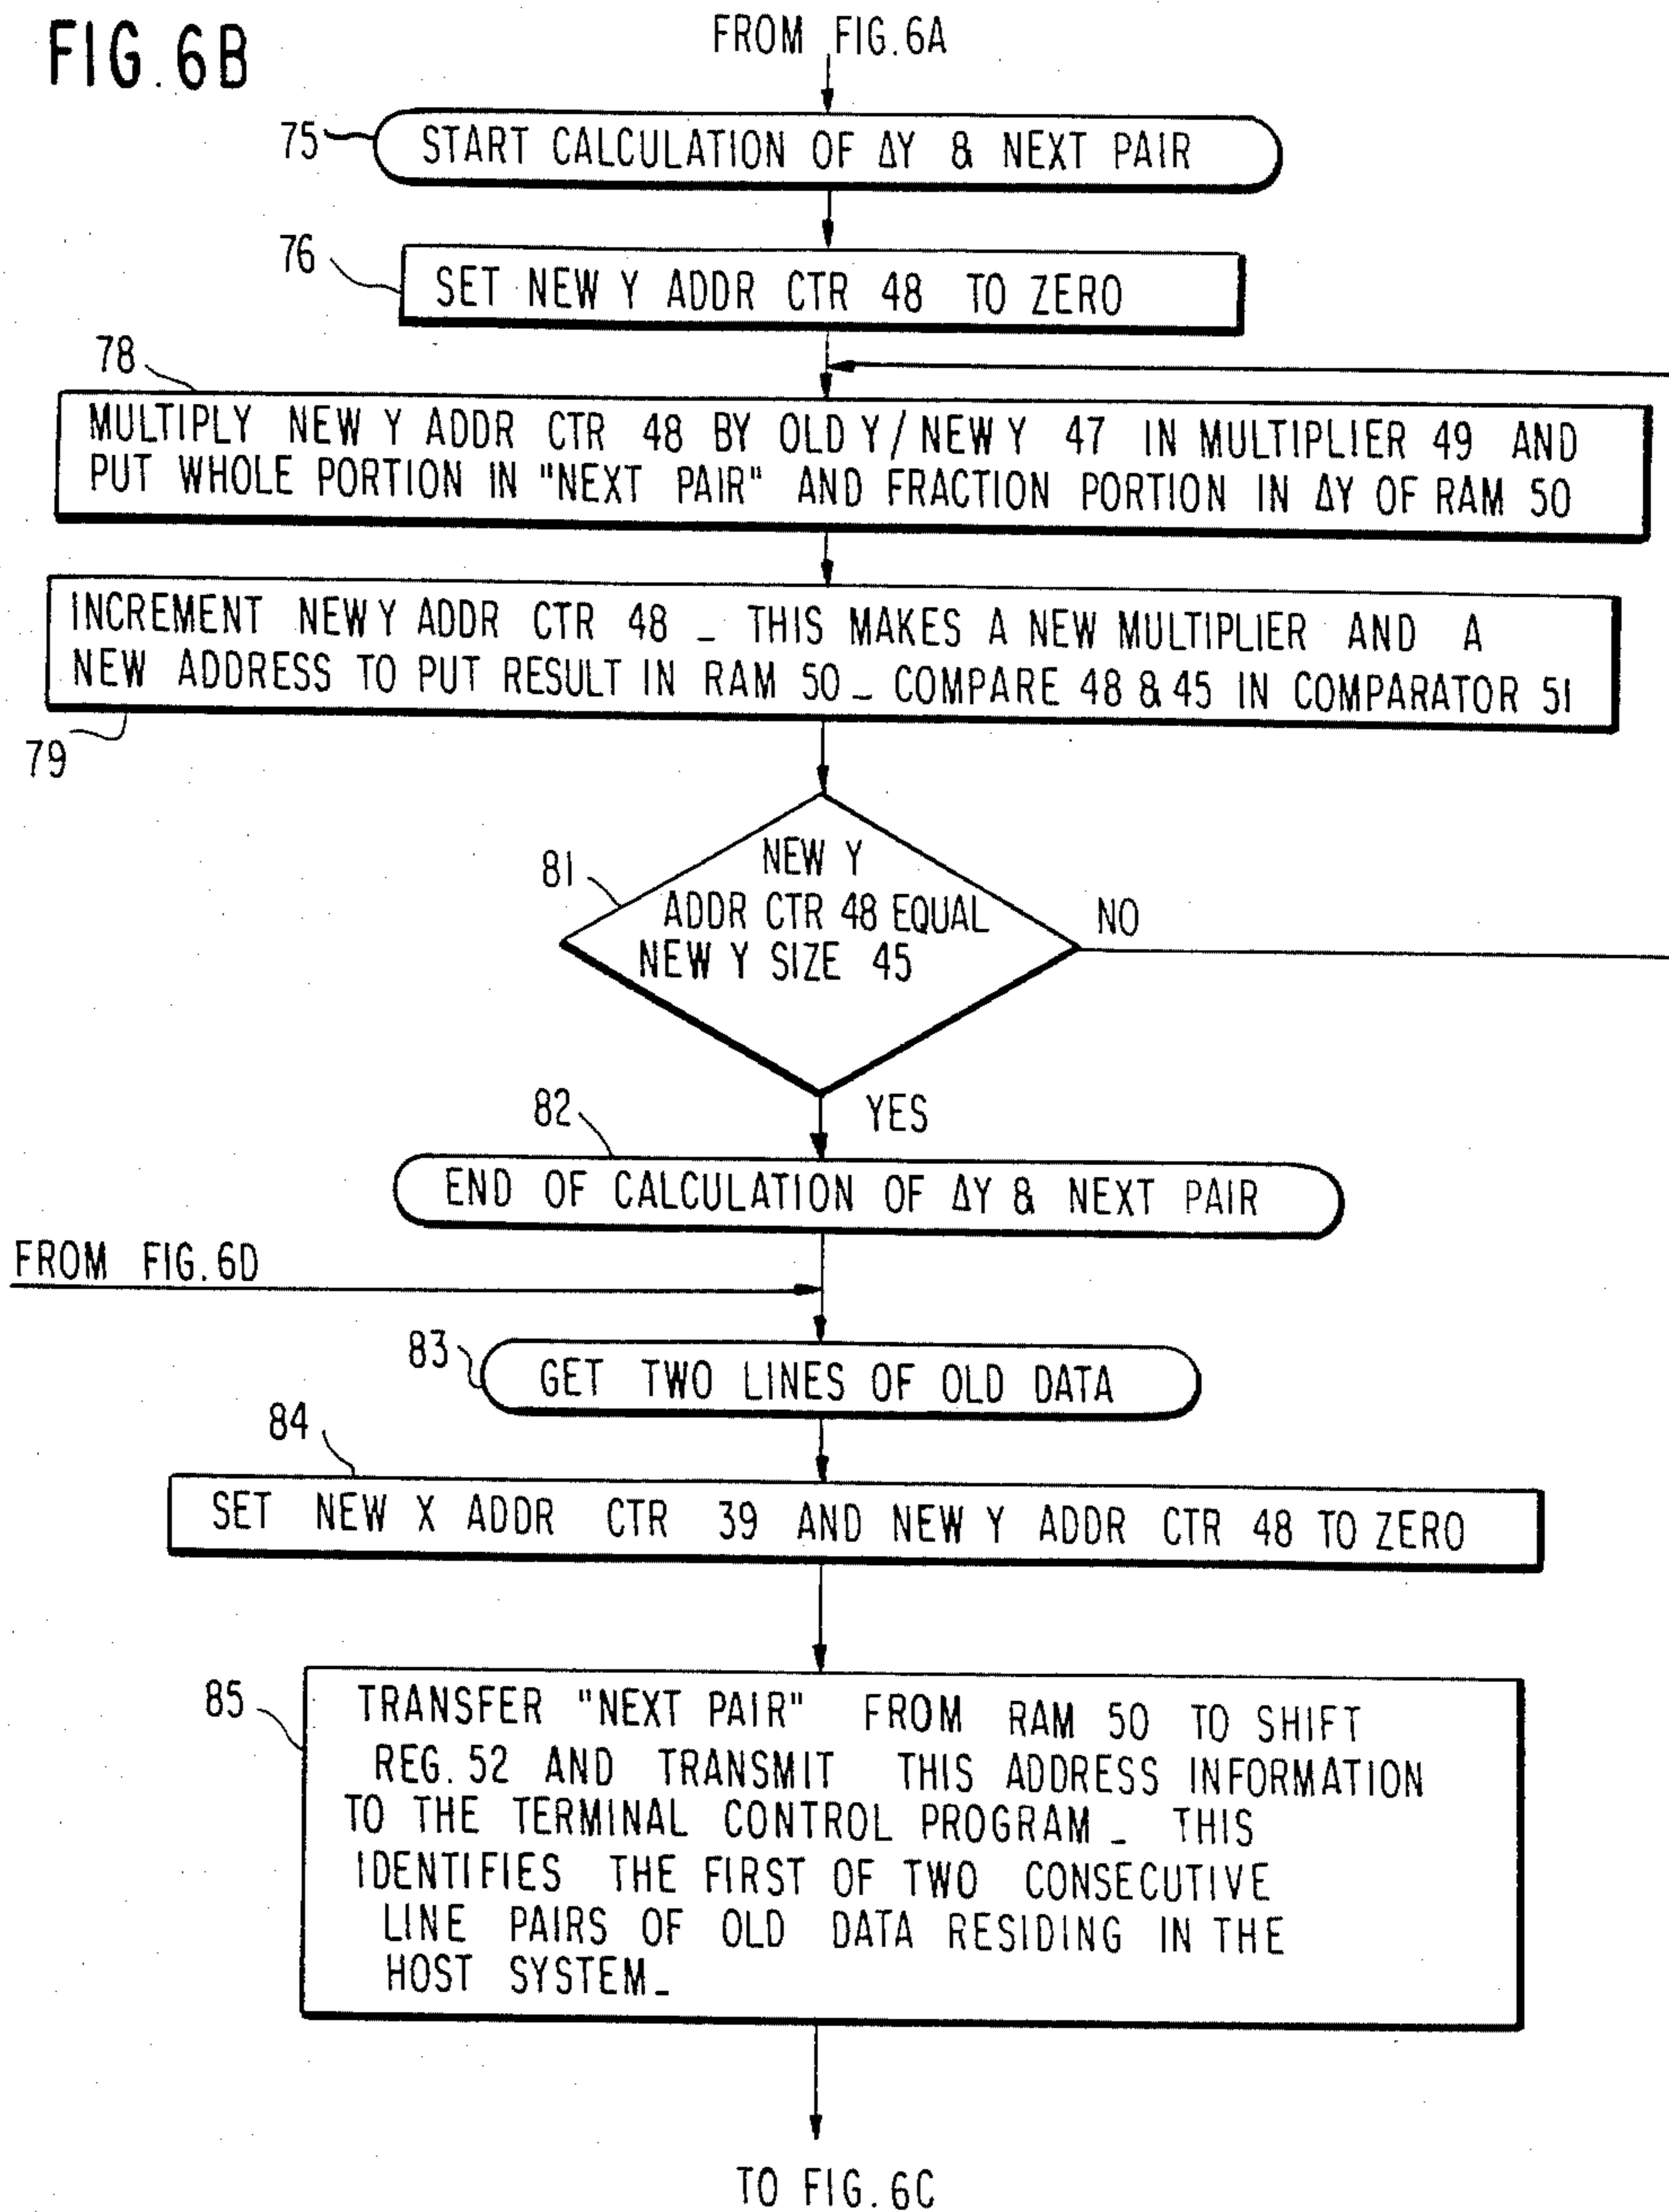 FIG. 6B
FROM FIG. 6A
75
START CALCULATION OF ΔY & NEXT PAIR
76
SET NEW Y ADDR CTR 48 TO ZERO
78
MULTIPLY NEW Y ADDR CTR 48 BY OLD Y/NEW Y 47 IN MULTIPLIER 49 AND
PUT WHOLE PORTION IN "NEXT PAIR" AND FRACTION PORTION IN ΔY OF RAM 50
INCREMENT NEW Y ADDR CTR 48 _ THIS MAKES A NEW MULTIPLIER AND A
NEW ADDRESS TO PUT RESULT IN RAM 50 _ COMPARE 48 & 45 IN COMPARATOR 51
79
81
NEW Y
ADDR CTR 48 EQUAL
NEW Y SIZE 45
NO
YES
82
END OF CALCULATION OF ΔY & NEXT PAIR
FROM FIG. 6D
83
GET TWO LINES OF OLD DATA
84
SET NEW X ADDR CTR 39 AND NEW Y ADDR CTR 48 TO ZERO
85
TRANSFER "NEXT PAIR" FROM RAM 50 TO SHIFT
REG. 52 AND TRANSMIT THIS ADDRESS INFORMATION
TO THE TERMINAL CONTROL PROGRAM _ THIS
IDENTIFIES THE FIRST OF TWO CONSECUTIVE
LINE PAIRS OF OLD DATA RESIDING IN THE
HOST SYSTEM _
TO FIG. 6C